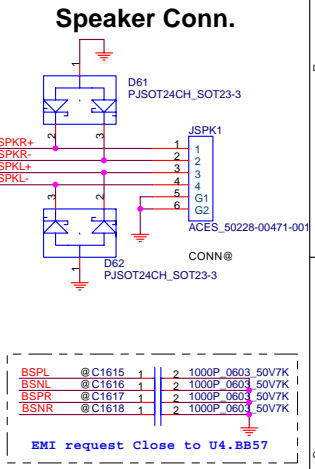 Speaker Conn.
1
D61
PJSOT24CH_SOT23-3
2
3
JSPK1
SPKR+ 1 1
SPKR- 2 2
SPKL+ 3 3
SPKL- 4 4
5 G1
6 G2
ACES_50228-00471-001
3
2
CONN@
D62
1
PJSOT24CH_SOT23-3
BSPL @C1615 1 2 1000P_0603_50V7K
BSNL @C1616 1 2 1000P_0603_50V7K
BSPR @C1617 1 2 1000P_0603_50V7K
BSNR @C1618 1 2 1000P_0603_50V7K
EMI request Close to U4.BB57